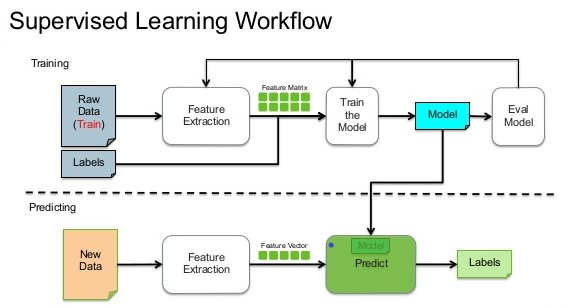 Supervised Learning Workflow
Training
Raw
Data
(Train)
Labels
Feature
Extraction
Feature Matrix
Train
the
Model
Model
Eval
Model
Predicting
New
Data
Feature
Extraction
Feature Vector
Model
Predict
Labels